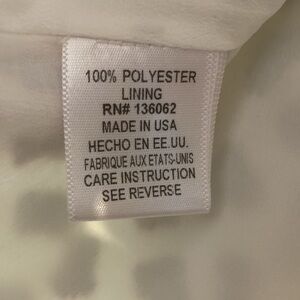 100% POLYESTER
LINING
RN# 136062
MADE IN USA
HECHO EN EE.UU.
FABRIQUE AUX ETATS-UNIS
CARE INSTRUCTION
SEE REVERSE